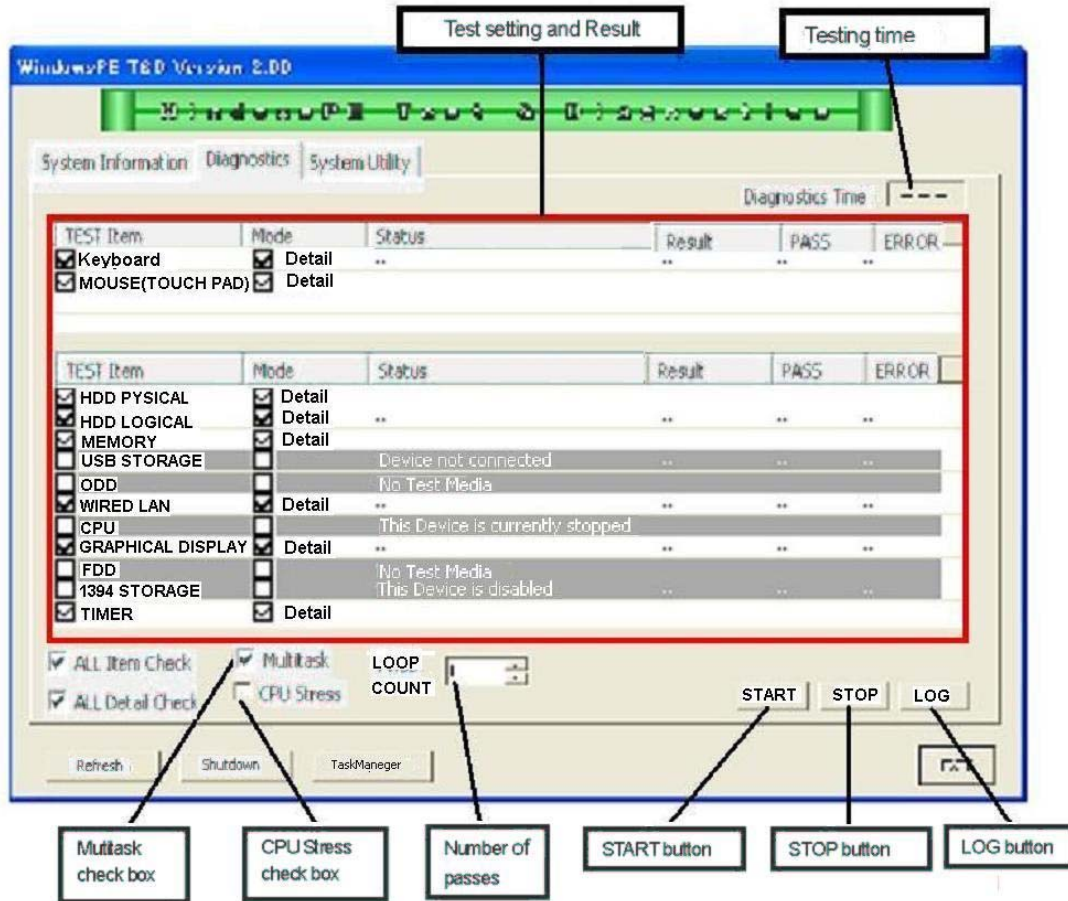 Test setting and Result
Testing time
WindowsPE T&D Version 2.00
WindowsPE Test & Diagnostics
System Information Diagnostics System Utility
Diagnostics Time ---
TEST Item Mode Status Result PASS ERROR
Keyboard Detail .. .. .. ..
MOUSE(TOUCH PAD) Detail
TEST Item Mode Status Result PASS ERROR
HDD PYSICAL Detail
HDD LOGICAL Detail .. .. .. ..
MEMORY Detail
USB STORAGE Device not connected .. .. ..
ODD No Test Media
WIRED LAN Detail .. .. .. ..
CPU This Device is currently stopped
GRAPHICAL DISPLAY Detail .. .. .. ..
FDD No Test Media
1394 STORAGE This Device is disabled .. .. ..
TIMER Detail
ALL Item Check Multitask LOOP COUNT 1
ALL Detail Check CPU Stress
START STOP LOG
Refresh Shutdown TaskManeger
Mutitask check box
CPU Stress check box
Number of passes
START button
STOP button
LOG button